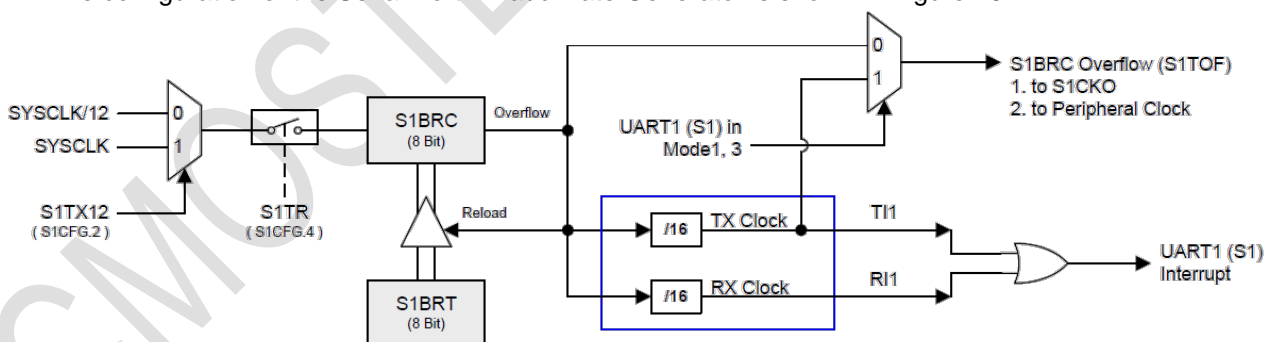 SYSCLK/12
SYSCLK
0
1
S1TX12
( S1CFG.2 )
S1TR
( S1CFG.4 )
S1BRC
(8 Bit)
Overflow
Reload
S1BRT
(8 Bit)
UART1 (S1) in
Mode1, 3
0
1
S1BRC Overflow (S1TOF)
1. to S1CKO
2. to Peripheral Clock
/16
TX Clock
TI1
/16
RX Clock
RI1
UART1 (S1)
Interrupt